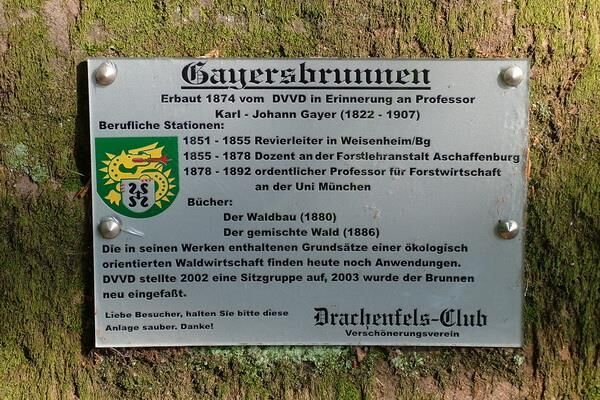 Gayersbrunnen
Erbaut 1874 vom DVVD in Erinnerung an Professor
Karl - Johann Gayer (1822 - 1907)
Berufliche Stationen:
1851 - 1855 Revierleiter in Weisenheim/Bg
1855 - 1878 Dozent an der Forstlehranstalt Aschaffenburg
1878 - 1892 ordentlicher Professor für Forstwirtschaft
an der Uni München
Bücher:
Der Waldbau (1880)
Der gemischte Wald (1886)
Die in seinen Werken enthaltenen Grundsätze einer ökologisch
orientierten Waldwirtschaft finden heute noch Anwendungen.
DVVD stellte 2002 eine Sitzgruppe auf, 2003 wurde der Brunnen
neu eingefaßt.
Liebe Besucher, halten Sie bitte diese
Anlage sauber. Danke!
Drachenfels-Club
Verschönerungsverein